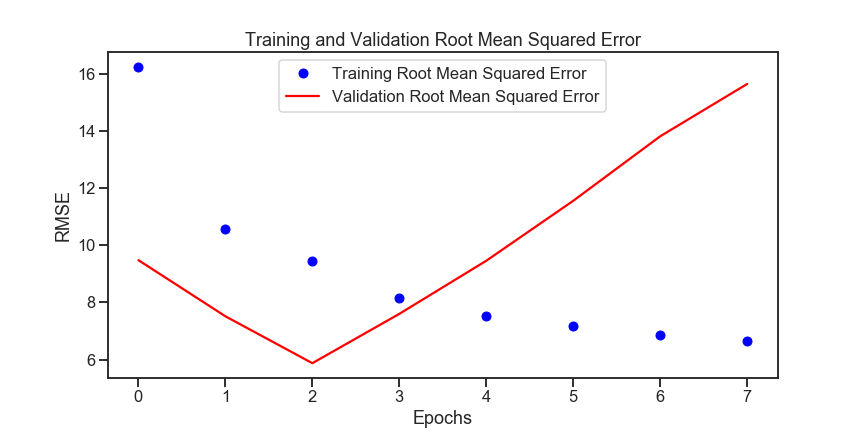 Training and Validation Root Mean Squared Error
Training Root Mean Squared Error
Validation Root Mean Squared Error
RMSE
16
14
12
10
8
6
0 1 2 3 4 5 6 7
Epochs